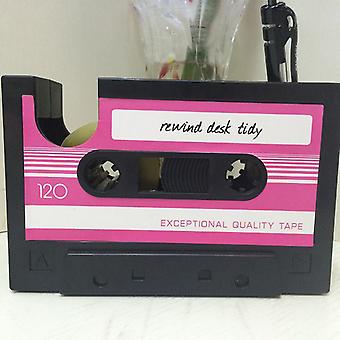 rewind desk tidy
120
EXCEPTIONAL QUALITY TAPE
A